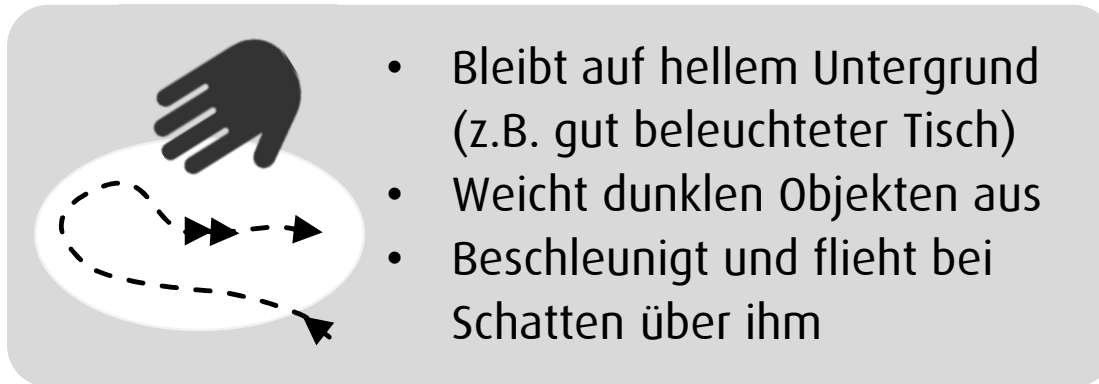 • Bleibt auf hellem Untergrund
(z.B. gut beleuchteter Tisch)
• Weicht dunklen Objekten aus
• Beschleunigt und flieht bei
Schatten über ihm